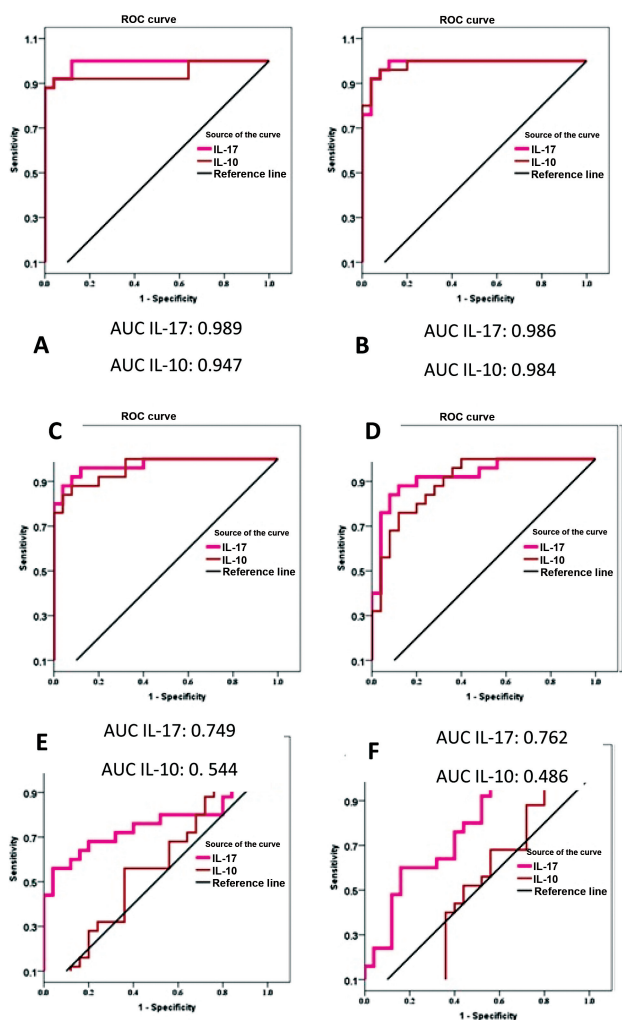 ROC curve
1.1
0.9
0.7
0.5
0.3
0.1
Sensitivity
Source of the curve
IL-17
IL-10
Reference line
0.0 0.2 0.4 0.6 0.8 1.0
1 - Specificity
A
AUC IL-17: 0.989
AUC IL-10: 0.947
ROC curve
1.1
0.9
0.7
0.5
0.3
0.1
Sensitivity
Source of the curve
IL-17
IL-10
Reference line
0.0 0.2 0.4 0.6 0.8 1.0
1 - Specificity
B
AUC IL-17: 0.986
AUC IL-10: 0.984
C
ROC curve
0.9
0.7
0.5
0.3
0.1
Sensitivity
Source of the curve
IL-17
IL-10
Reference line
0.0 0.2 0.4 0.6 0.8 1.0
1 - Specificity
D
ROC curve
0.9
0.7
0.5
0.3
0.1
Sensitivity
Source of the curve
IL-17
IL-10
Reference line
0.0 0.2 0.4 0.6 0.8 1.0
1 - Specificity
E
AUC IL-17: 0.749
AUC IL-10: 0. 544
0.9
0.7
0.5
0.3
0.1
Sensitivity
Source of the curve
IL-17
IL-10
Reference line
0.0 0.2 0.4 0.6 0.8 1.0
1 - Specificity
F
AUC IL-17: 0.762
AUC IL-10: 0.486
0.9
0.7
0.5
0.3
0.1
Sensitivity
Source of the curve
IL-17
IL-10
Reference line
0.0 0.2 0.4 0.6 0.8 1.0
1 - Specificity